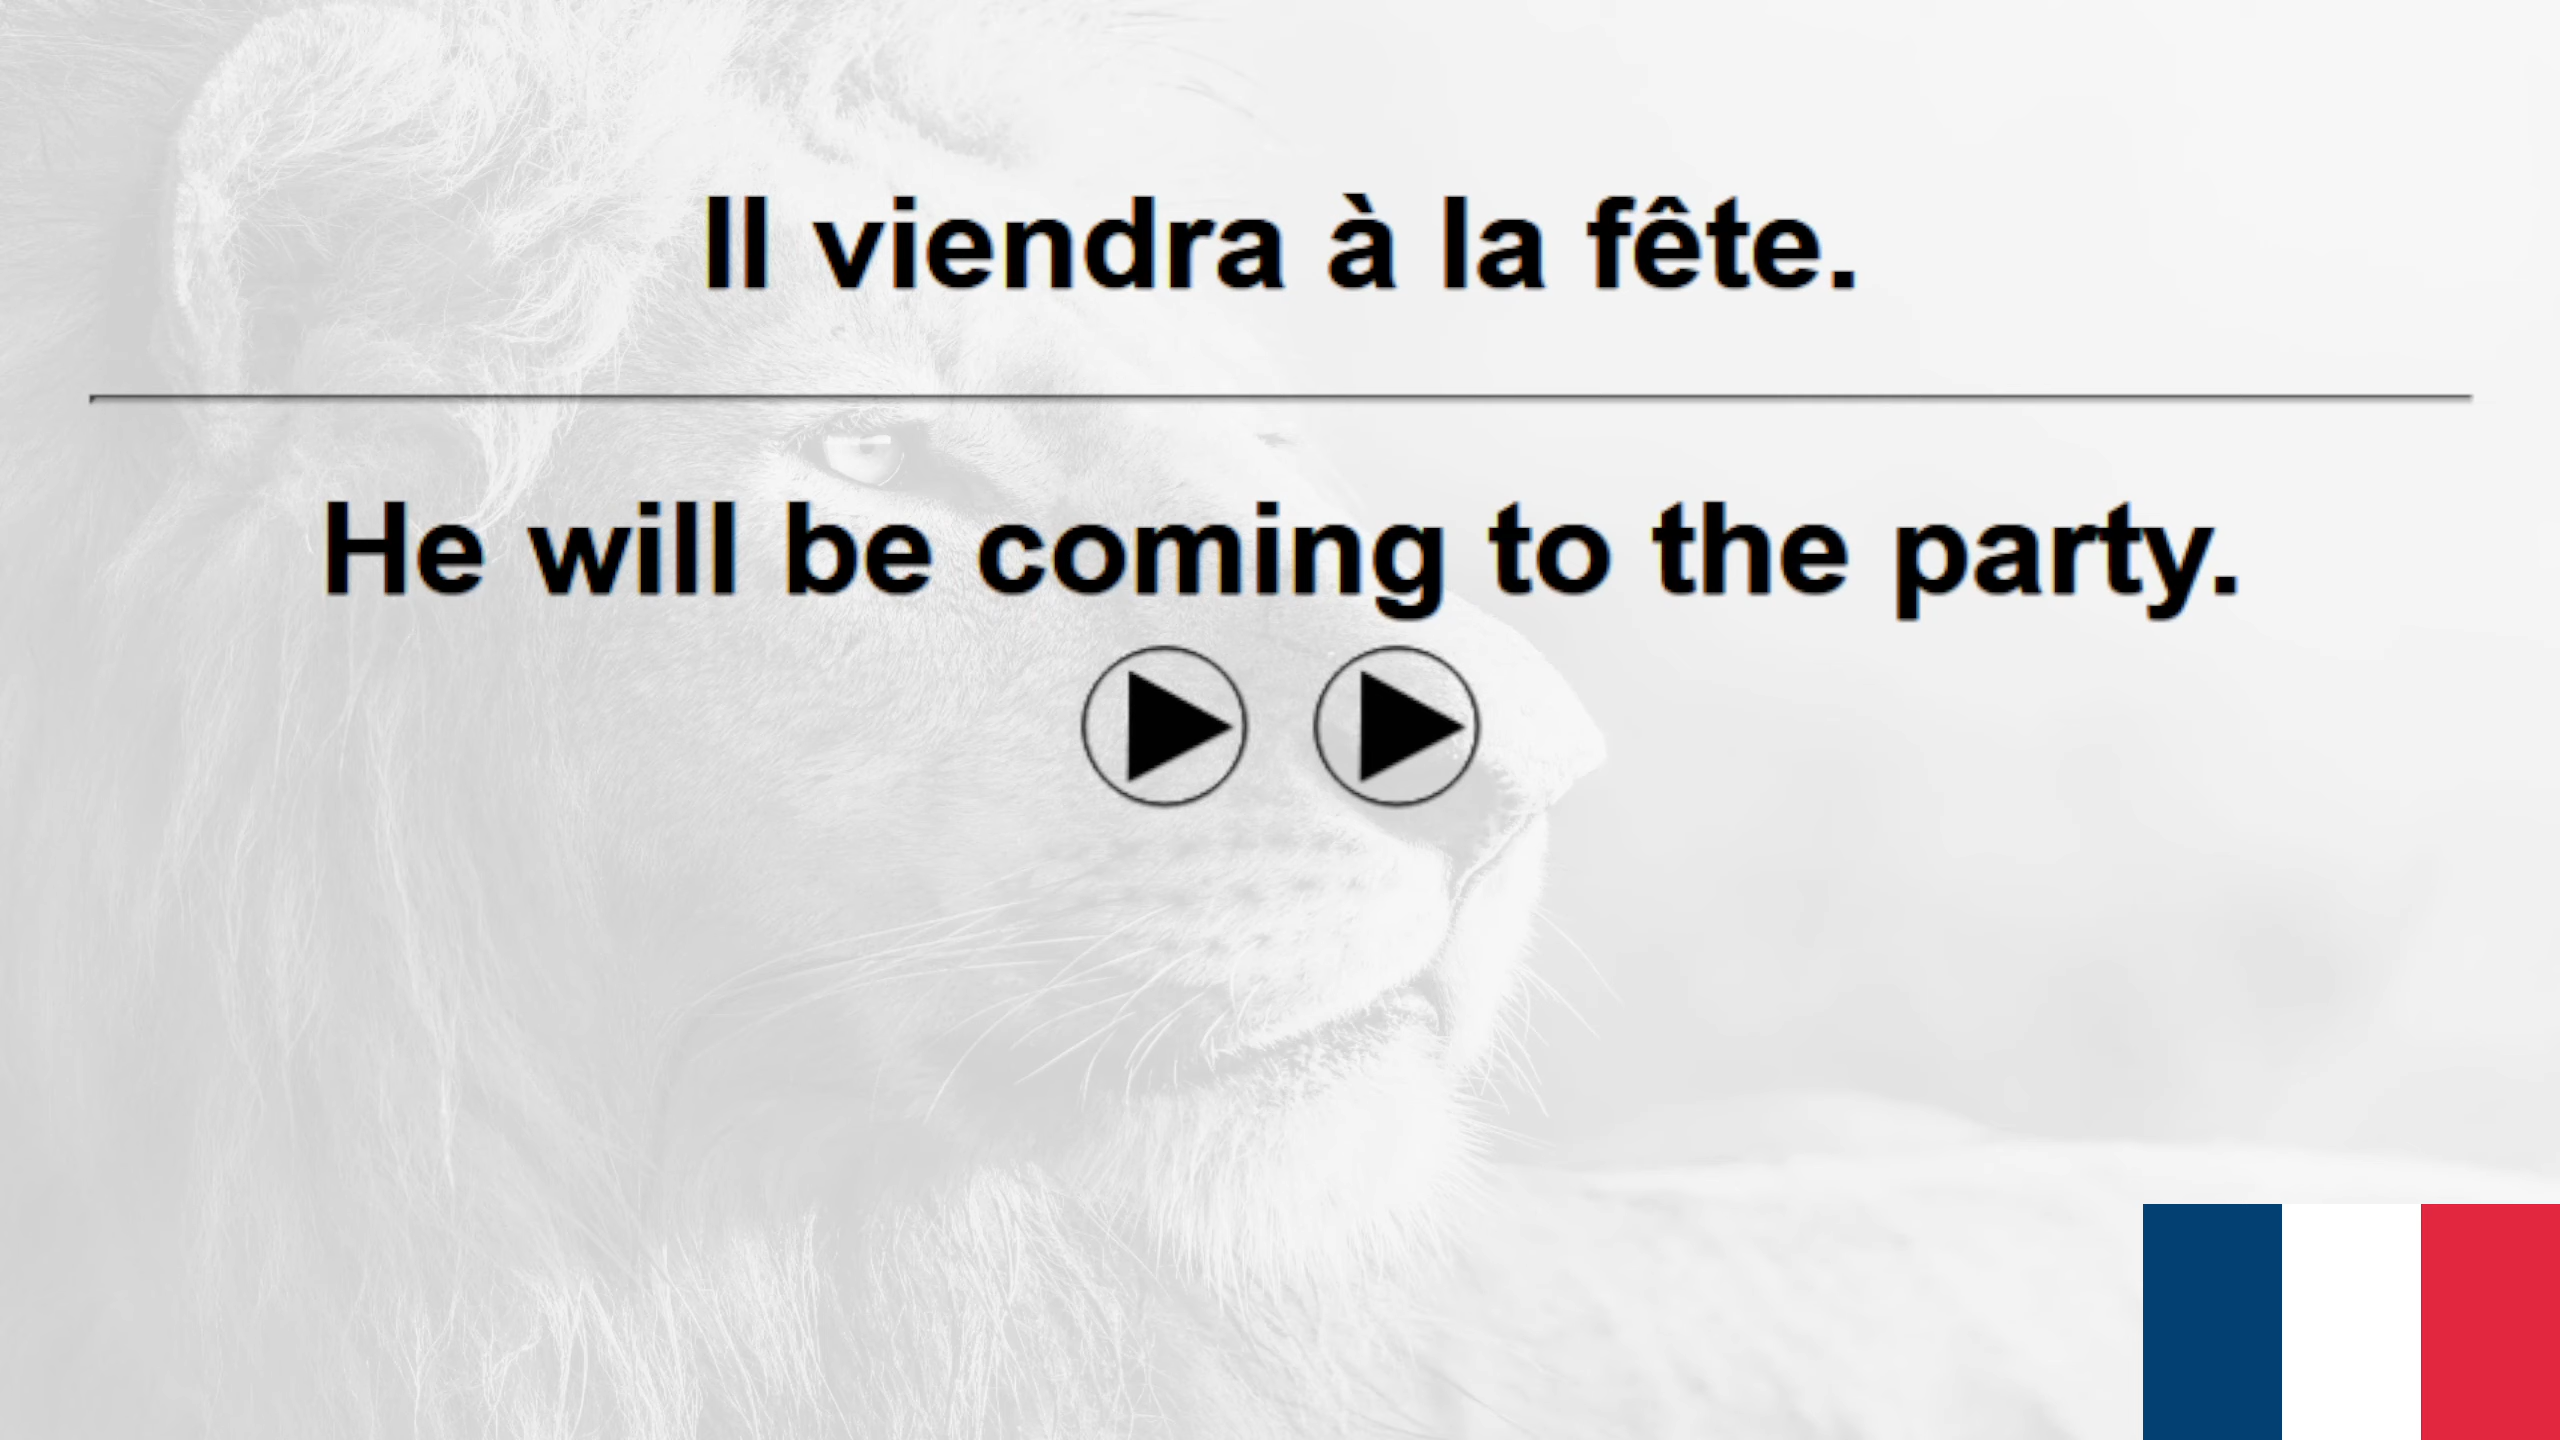 Il viendra à la fête.
He will be coming to the party.